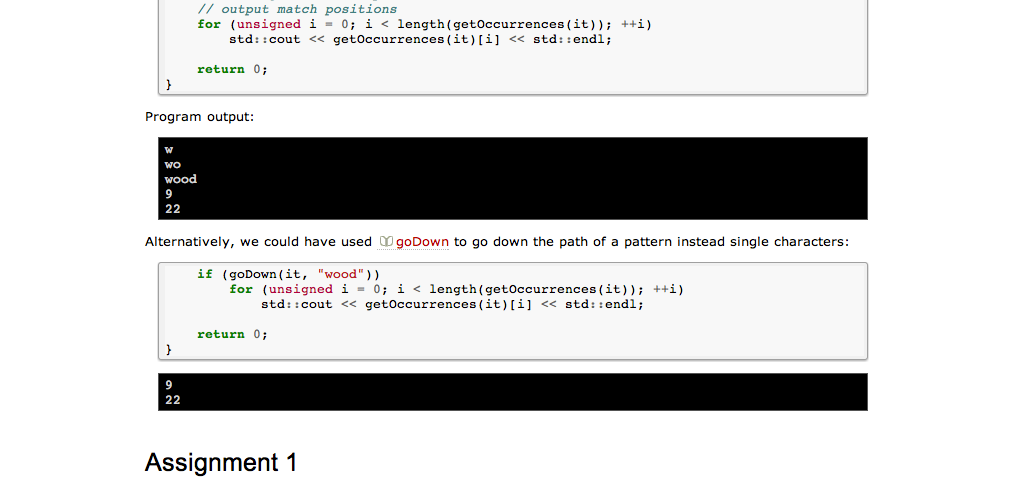 // output match positions
for (unsigned i = 0; i < length(getOccurrences(it)); ++i)
std::cout << getOccurrences(it)[i] << std::endl;
return 0;
}
Program output:
w
wo
wood
9
22
Alternatively, we could have used goDown to go down the path of a pattern instead single characters:
if (goDown(it, "wood"))
for (unsigned i = 0; i < length(getOccurrences(it)); ++i)
std::cout << getOccurrences(it)[i] << std::endl;
return 0;
}
9
22
Assignment 1